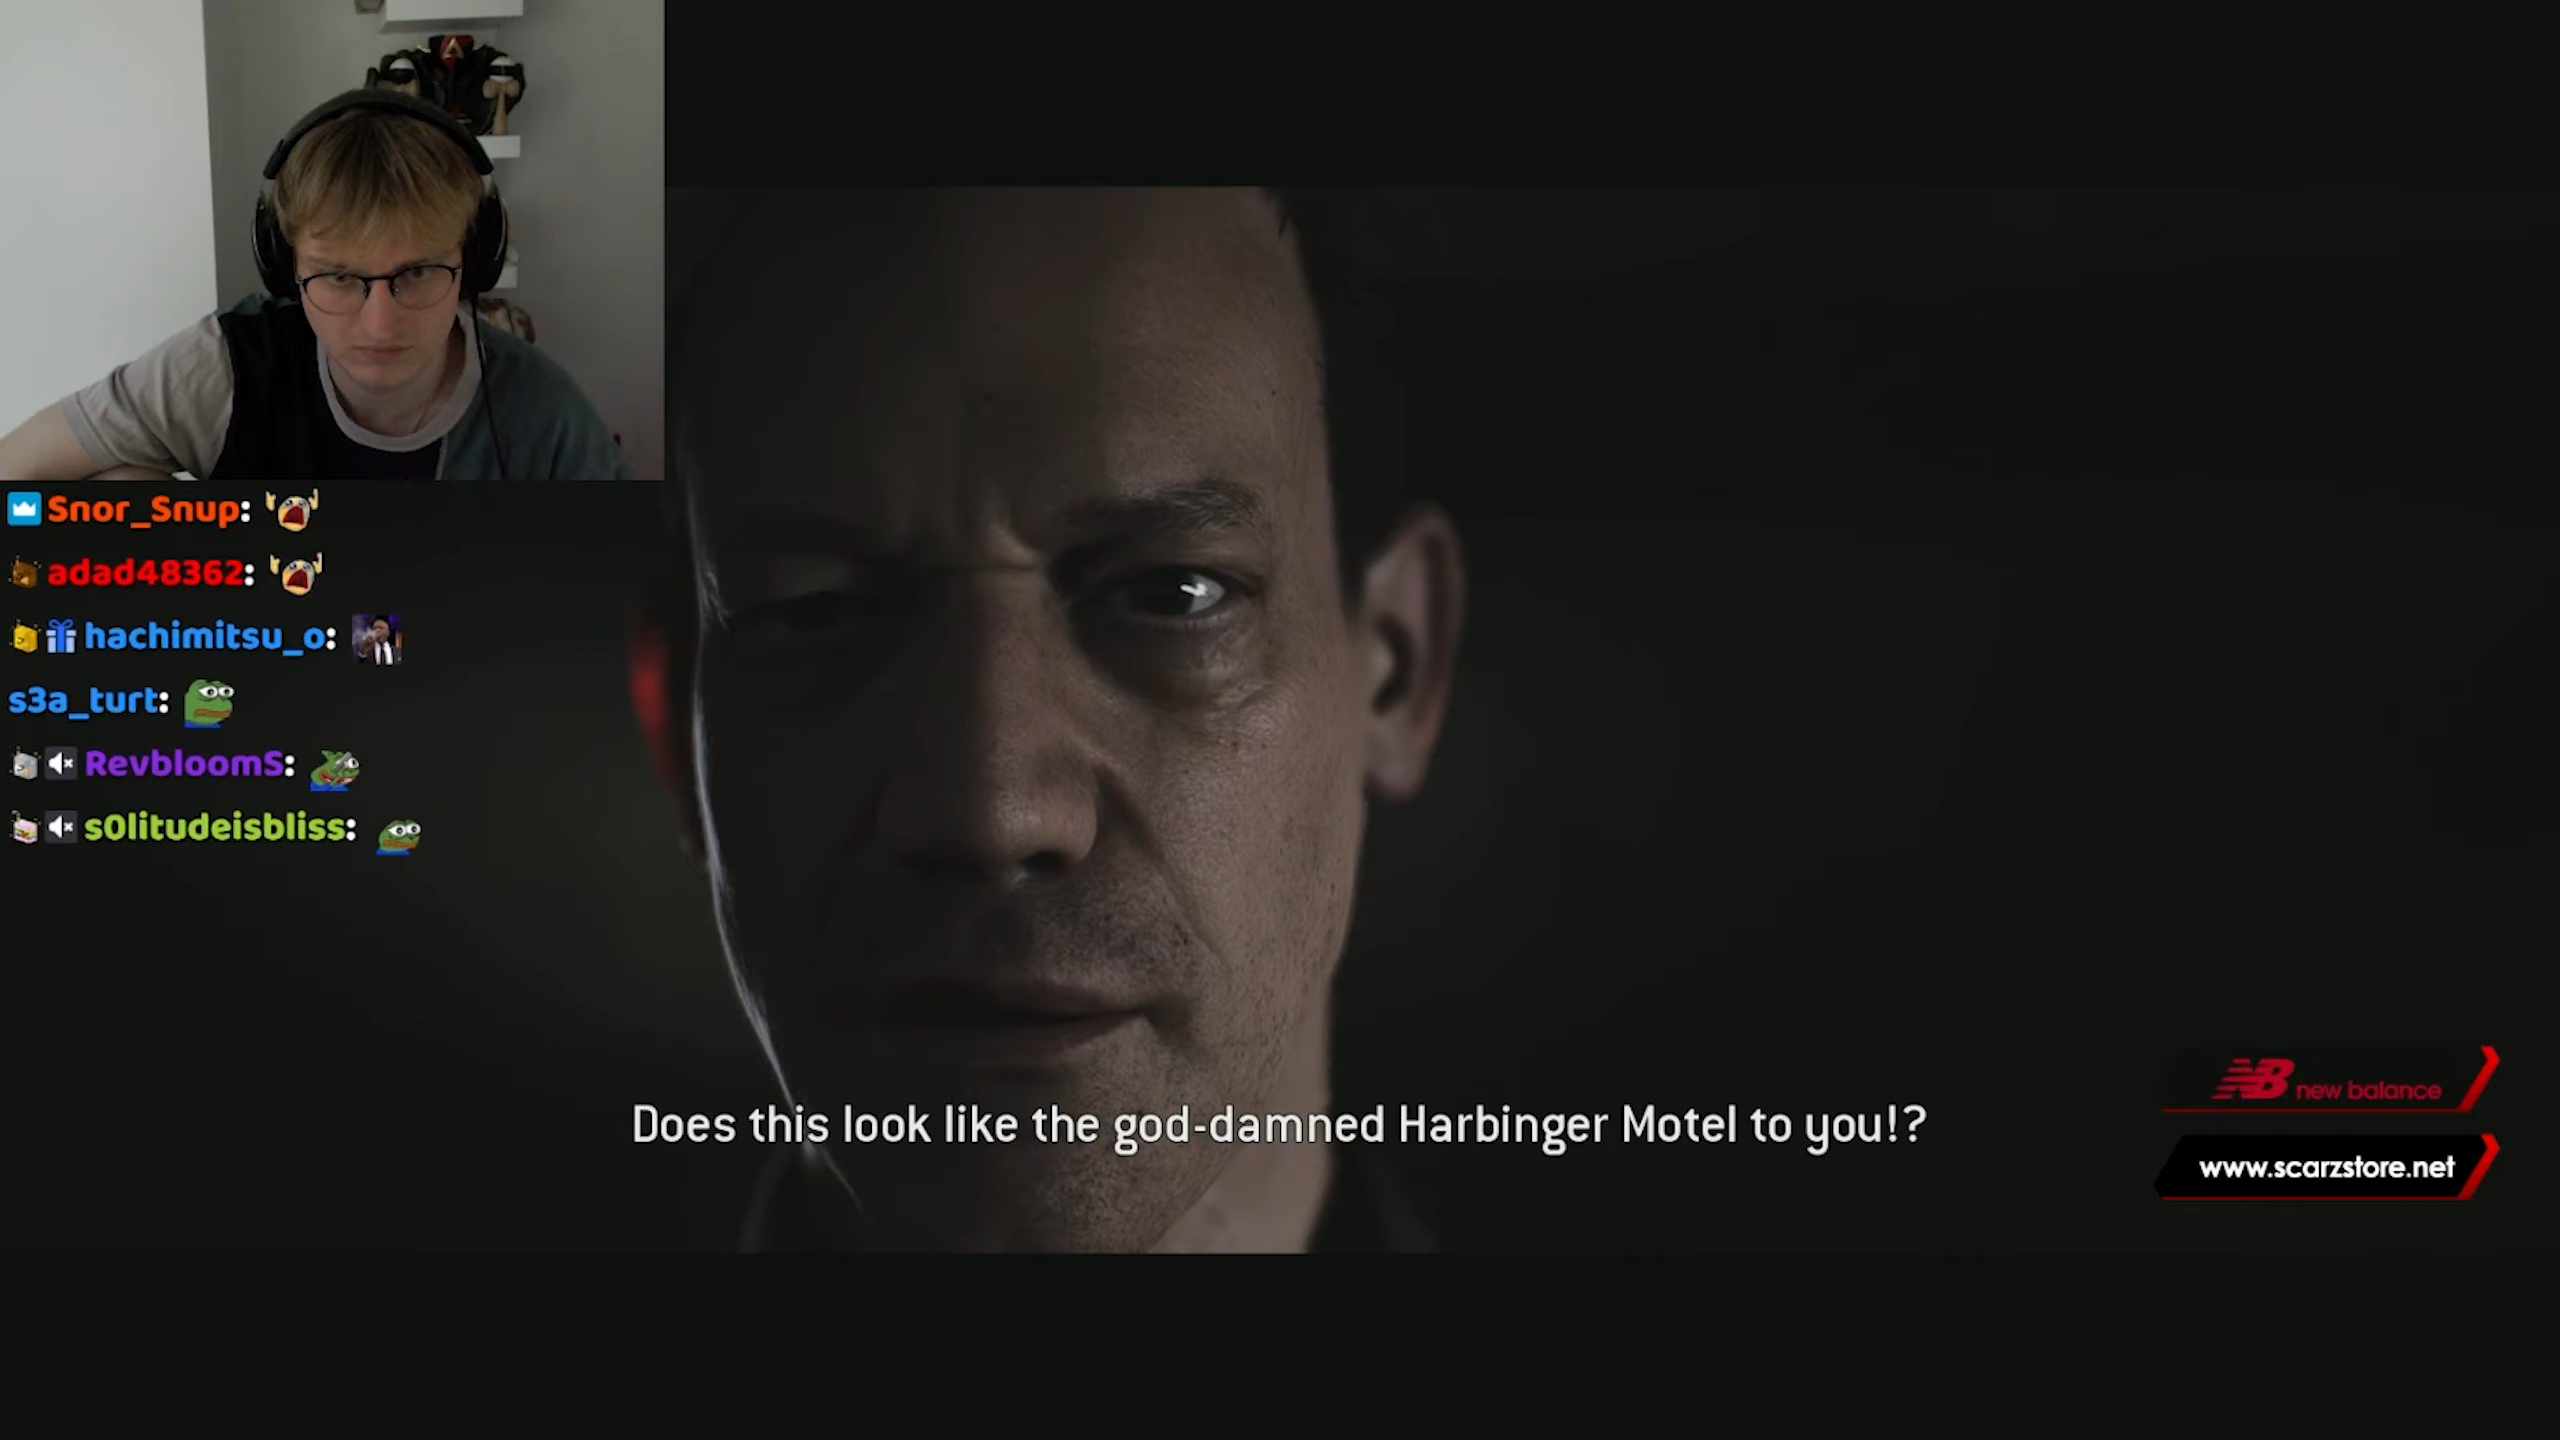 Snor_Snup:
adad48362:
hachimitsu_o:
s3a_turt:
RevbloomS:
s0litudeisbliss:
Does this look like the god-damned Harbinger Motel to you!?
NB new balance
www.scarzstore.net